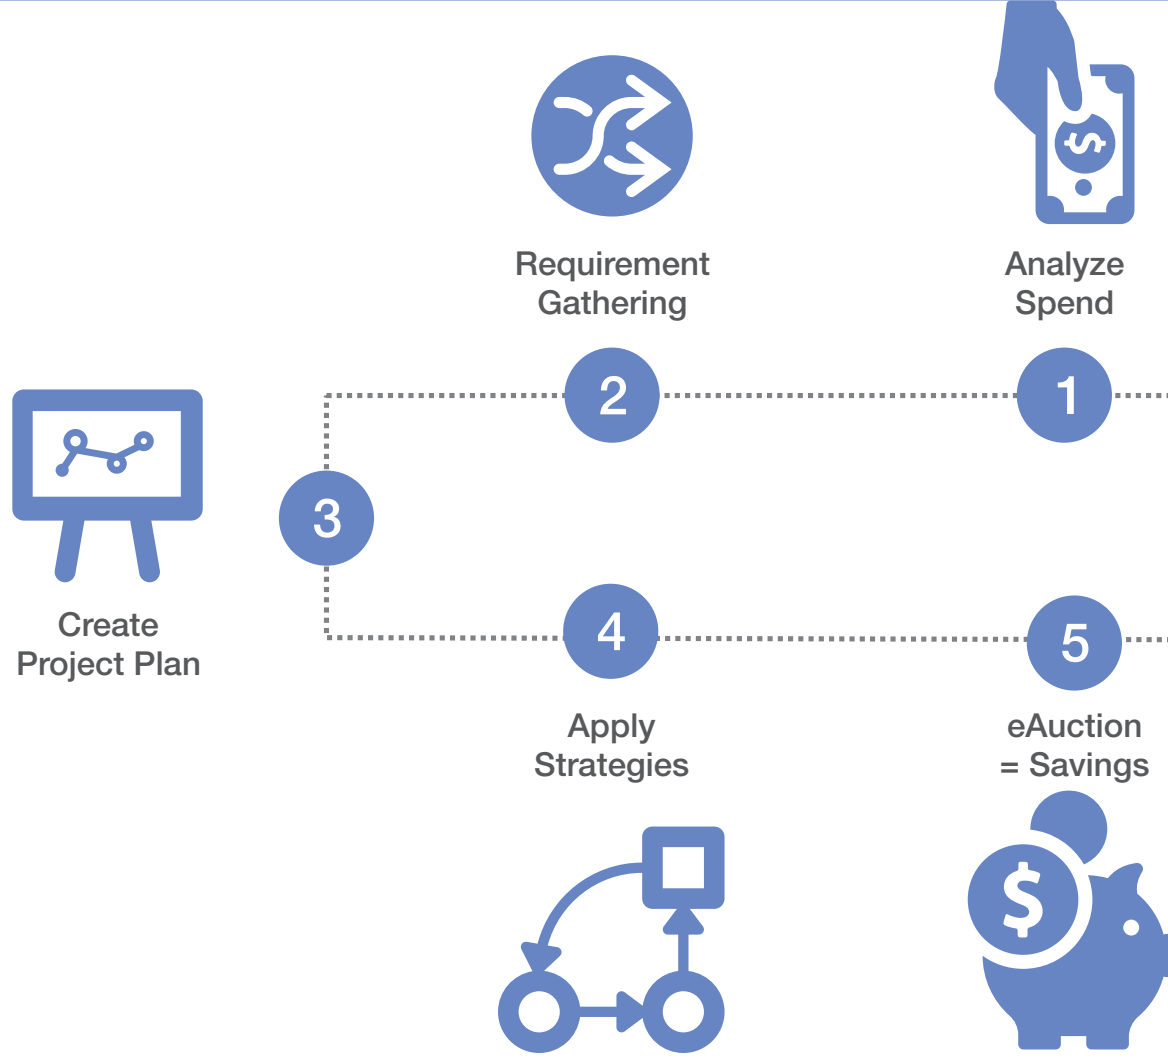 Requirement
Gathering
Analyze
Spend
2
1
3
Create
Project Plan
4
5
Apply
Strategies
eAuction
= Savings
$
$